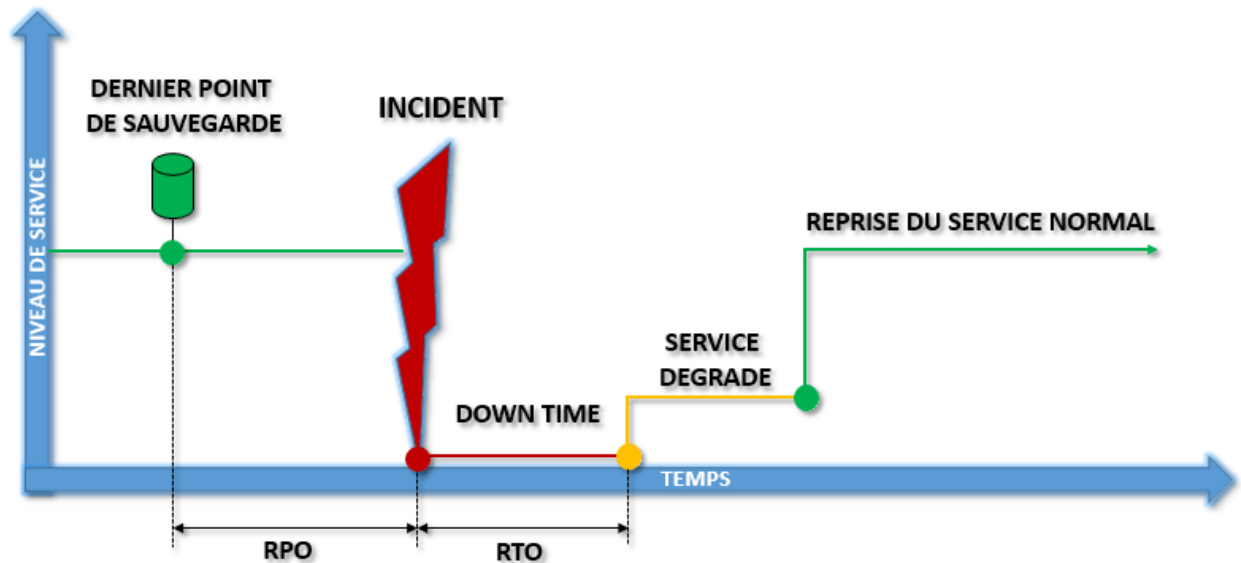 DERNIER POINT
DE SAUVEGARDE
INCIDENT
NIVEAU DE SERVICE
REPRISE DU SERVICE NORMAL
SERVICE
DEGRADE
DOWN TIME
TEMPS
RPO
RTO